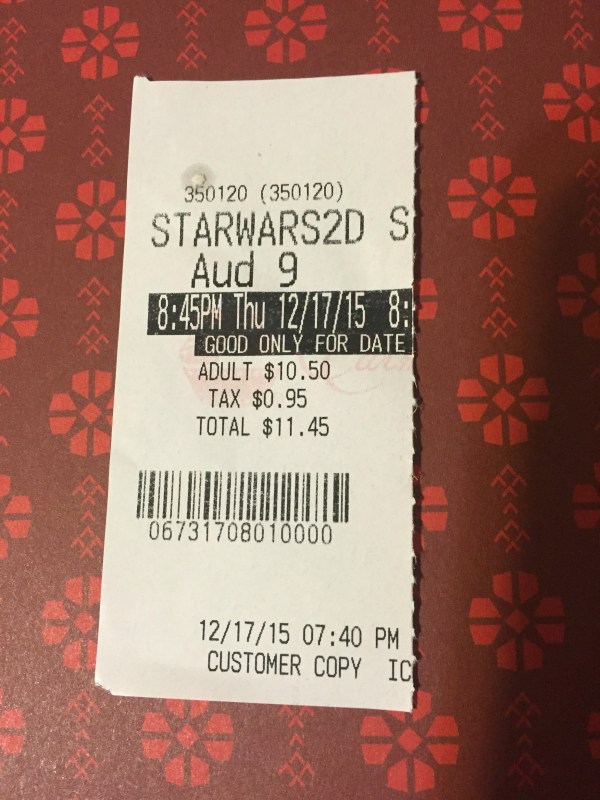 350120 (350120)
STARWARS2D S
Aud 9
8:45PM Thu 12/17/15 8:
GOOD ONLY FOR DATE
ADULT $10.50
TAX $0.95
TOTAL $11.45
06731708010000
12/17/15 07:40 PM
CUSTOMER COPY IC